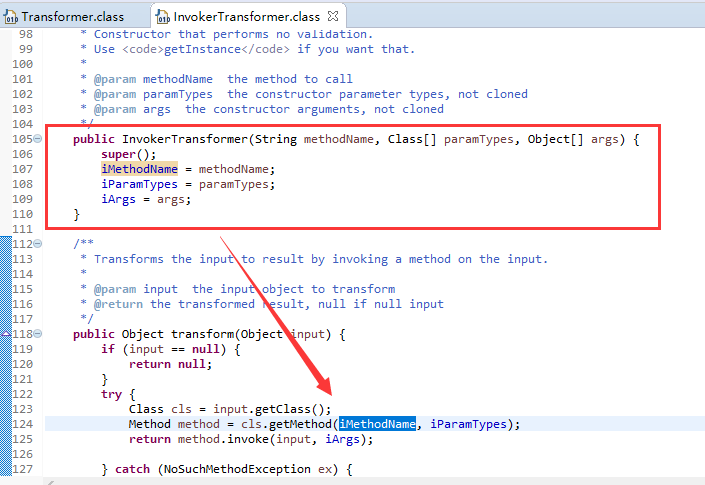 Transformer.class InvokerTransformer.class
98 * Constructor that performs no validation.
99 * Use <code>getInstance</code> if you want that.
100 *
101 * @param methodName  the method to call
102 * @param paramTypes  the constructor parameter types, not cloned
103 * @param args  the constructor arguments, not cloned
104 */
105 public InvokerTransformer(String methodName, Class[] paramTypes, Object[] args) {
106 super();
107 iMethodName = methodName;
108 iParamTypes = paramTypes;
109 iArgs = args;
110 }
111
112 /**
113 * Transforms the input to result by invoking a method on the input.
114 *
115 * @param input  the input object to transform
116 * @return the transformed result, null if null input
117 */
118 public Object transform(Object input) {
119 if (input == null) {
120 return null;
121 }
122 try {
123 Class cls = input.getClass();
124 Method method = cls.getMethod(iMethodName, iParamTypes);
125 return method.invoke(input, iArgs);
126
127 } catch (NoSuchMethodException ex) {